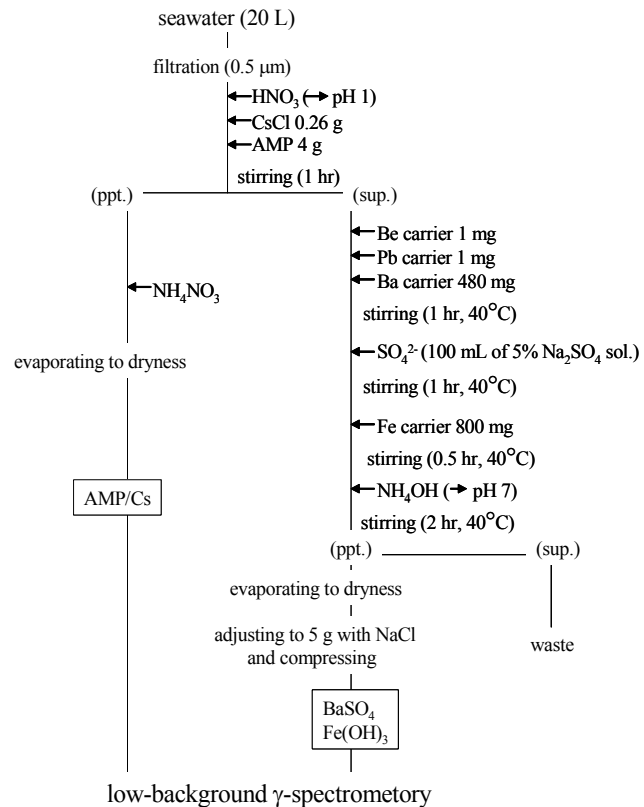 seawater (20 L)
filtration (0.5 μm)
HNO₃ (→ pH 1)
CsCl 0.26 g
AMP 4 g
stirring (1 hr)
(ppt.)
(sup.)
NH₄NO₃
evaporating to dryness
AMP/Cs
Be carrier 1 mg
Pb carrier 1 mg
Ba carrier 480 mg
stirring (1 hr, 40°C)
SO₄²⁻ (100 mL of 5% Na₂SO₄ sol.)
stirring (1 hr, 40°C)
Fe carrier 800 mg
stirring (0.5 hr, 40°C)
NH₄OH (→ pH 7)
stirring (2 hr, 40°C)
(ppt.)
(sup.)
evaporating to dryness
adjusting to 5 g with NaCl
and compressing
waste
BaSO₄
Fe(OH)₃
low-background γ-spectrometory